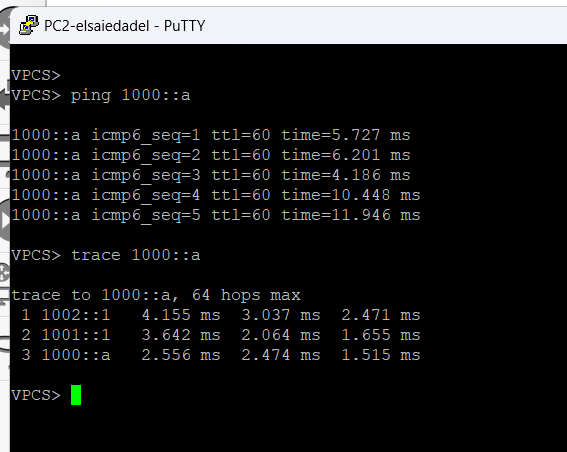 PC2-elsaiedadel - PuTTY
VPCS>
VPCS> ping 1000::a
1000::a icmp6_seq=1 ttl=60 time=5.727 ms
1000::a icmp6_seq=2 ttl=60 time=6.201 ms
1000::a icmp6_seq=3 ttl=60 time=4.186 ms
1000::a icmp6_seq=4 ttl=60 time=10.448 ms
1000::a icmp6_seq=5 ttl=60 time=11.946 ms
VPCS> trace 1000::a
trace to 1000::a, 64 hops max
1 1002::1   4.155 ms  3.037 ms  2.471 ms
2 1001::1   3.642 ms  2.064 ms  1.655 ms
3 1000::a   2.556 ms  2.474 ms  1.515 ms
VPCS>